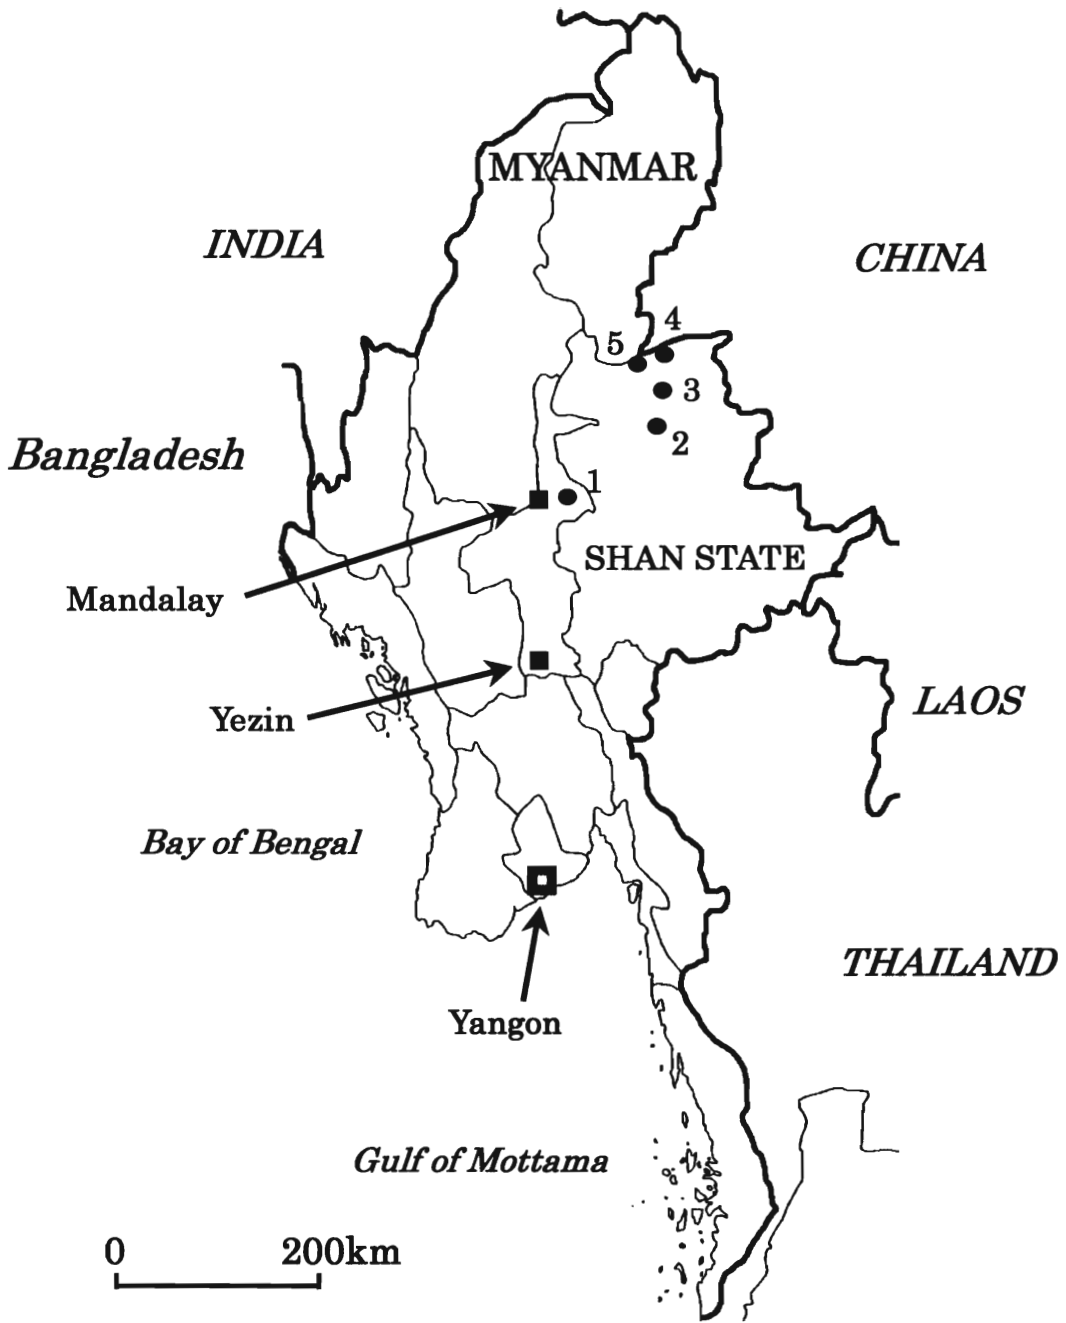 MYANMAR
INDIA
CHINA
4
5
3
Bangladesh
2
1
SHAN STATE
Mandalay
LAOS
Yezin
Bay of Bengal
THAILAND
Yangon
Gulf of Mottama
0 200km